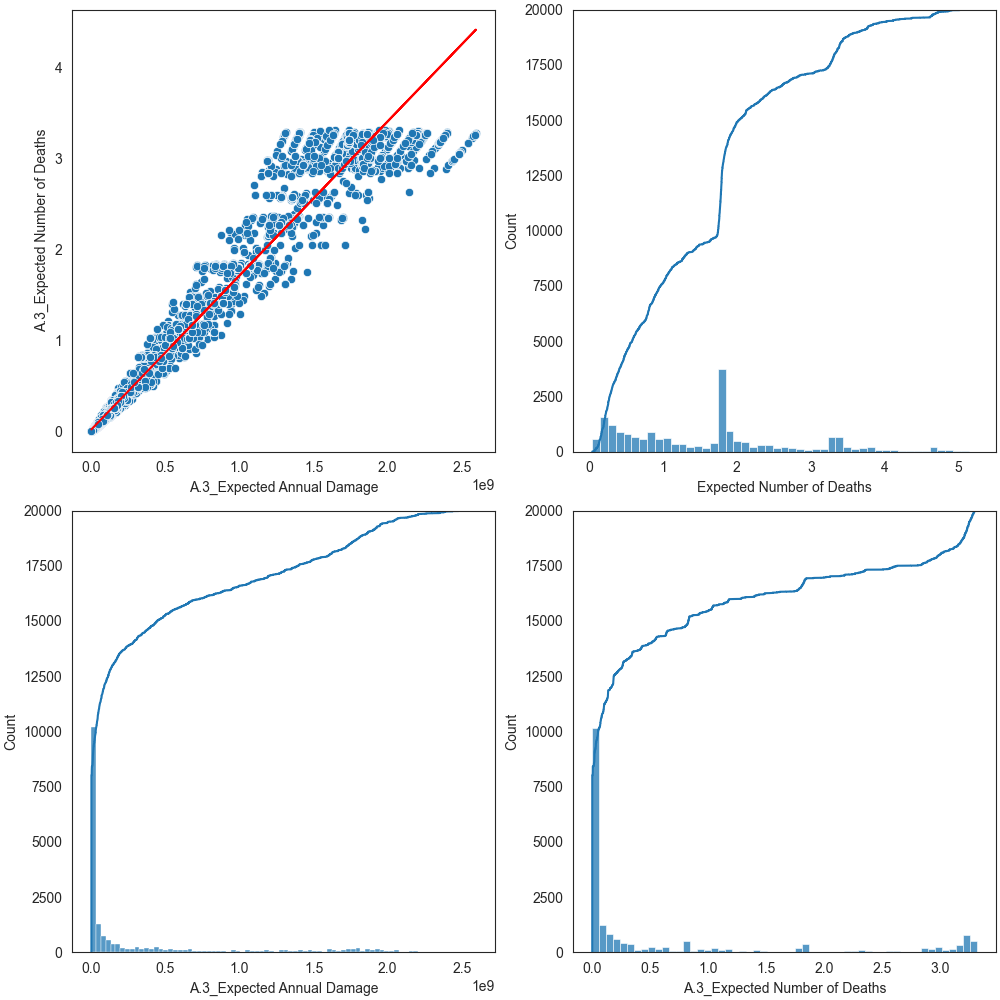 A.3_Expected Number of Deaths
4
3
2
1
0
0.0 0.5 1.0 1.5 2.0 2.5
1e9
A.3_Expected Annual Damage
Count
20000
17500
15000
12500
10000
7500
5000
2500
0
0 1 2 3 4 5
Expected Number of Deaths
Count
20000
17500
15000
12500
10000
7500
5000
2500
0
0.0 0.5 1.0 1.5 2.0 2.5
1e9
A.3_Expected Annual Damage
Count
20000
17500
15000
12500
10000
7500
5000
2500
0
0.0 0.5 1.0 1.5 2.0 2.5 3.0
A.3_Expected Number of Deaths